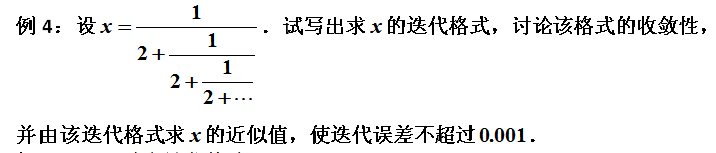 例 4：设 x = 1/(2 + 1/(2 + 1/(2 + ⋯))) ．试写出求 x 的迭代格式，讨论该格式的收敛性，
并由该迭代格式求 x 的近似值，使迭代误差不超过 0.001．